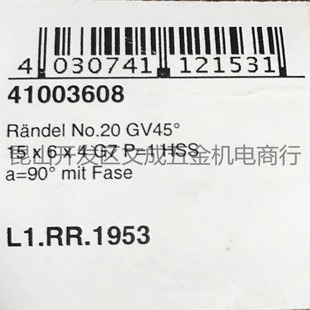 4 030741 121531
41003608
Rändel No.20 GV45°
15 x 6 x 4 G7 P=1 HSS
昆山开发区文成五金机电商行
a=90° mit Fase
L1.RR.1953